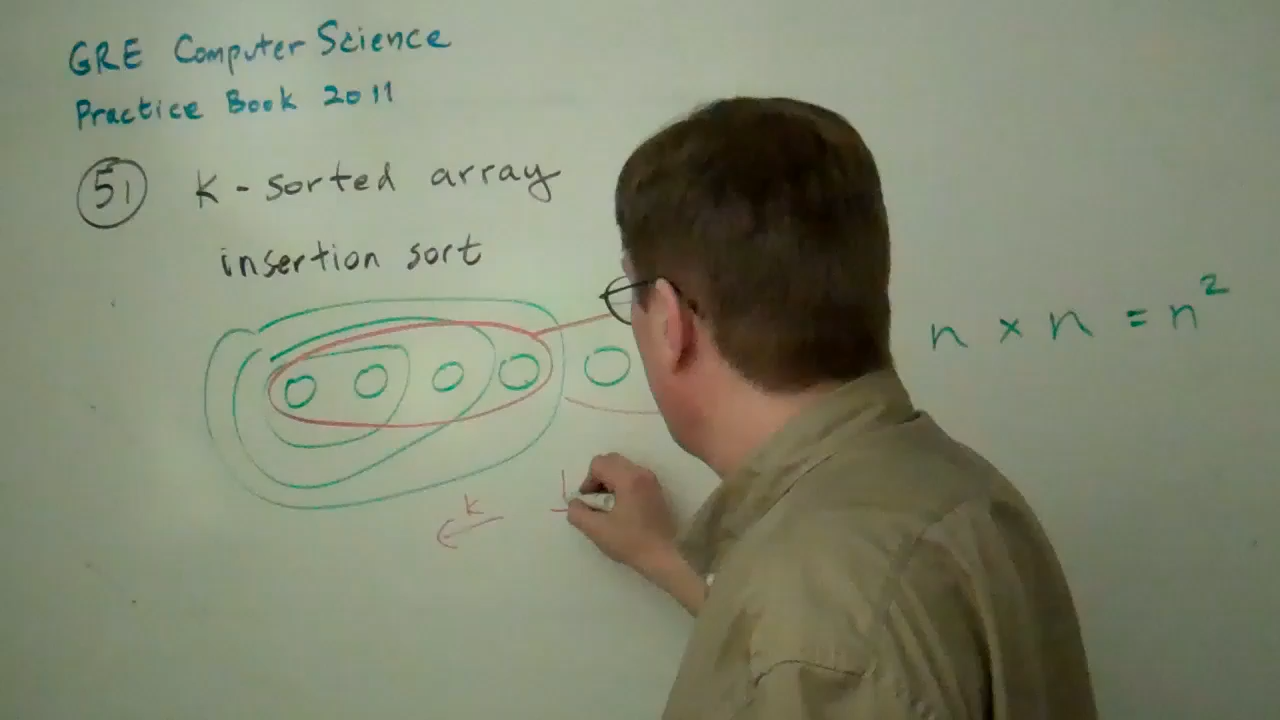 GRE Computer Science
Practice Book 2011
51 K-sorted array
insertion sort
n × n = n²
k